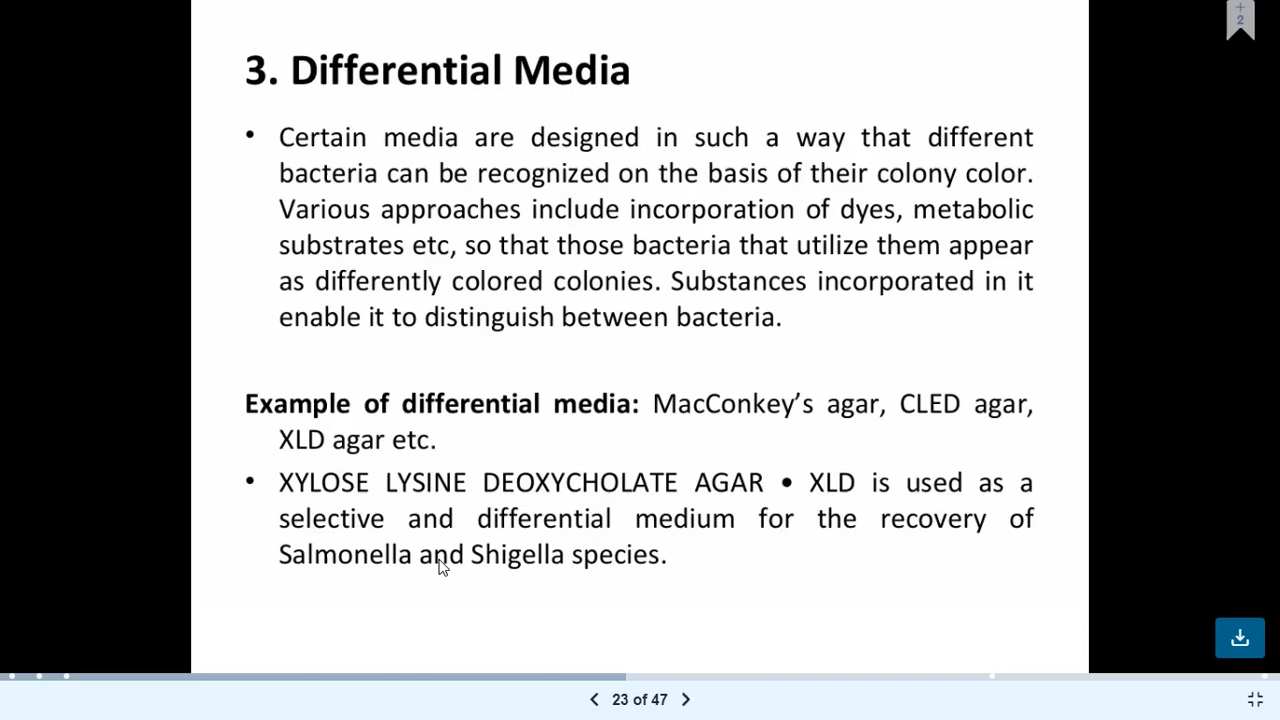 +
2
3. Differential Media
• Certain media are designed in such a way that different
bacteria can be recognized on the basis of their colony color.
Various approaches include incorporation of dyes, metabolic
substrates etc, so that those bacteria that utilize them appear
as differently colored colonies. Substances incorporated in it
enable it to distinguish between bacteria.
Example of differential media: MacConkey’s agar, CLED agar,
XLD agar etc.
• XYLOSE LYSINE DEOXYCHOLATE AGAR • XLD is used as a
selective and differential medium for the recovery of
Salmonella and Shigella species.
23 of 47